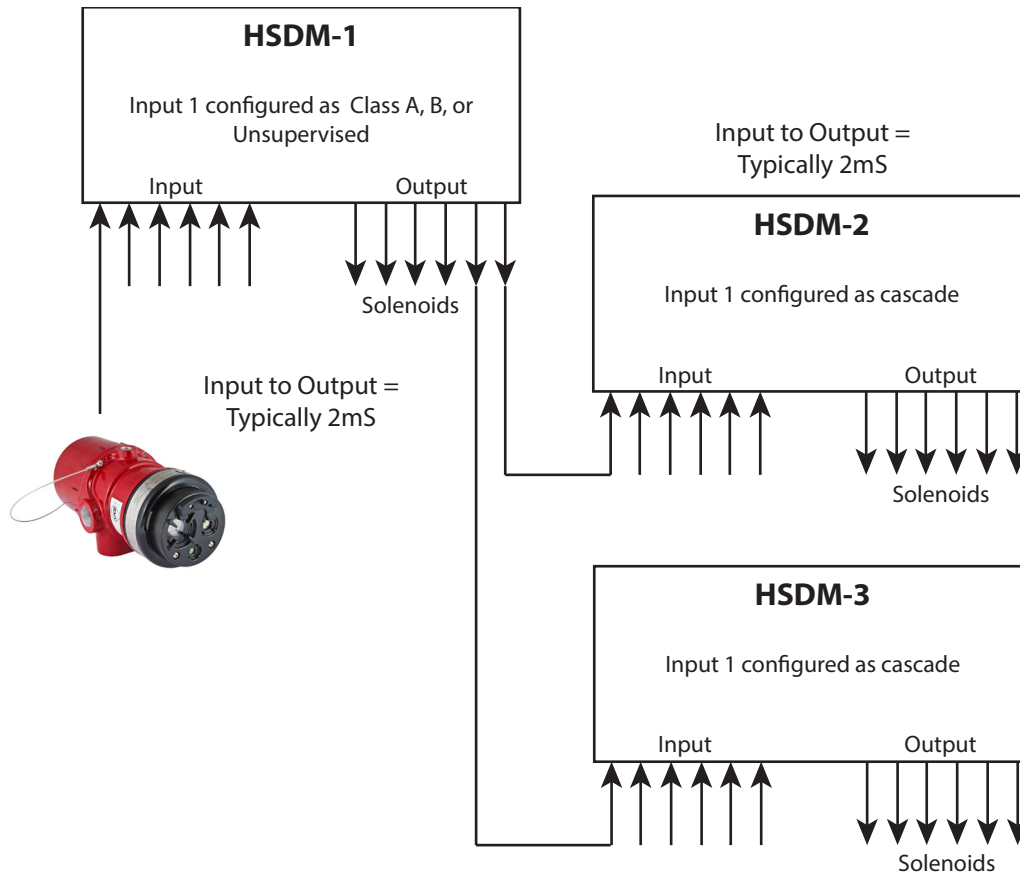 HSDM-1
Input 1 configured as Class A, B, or
Unsupervised
Input
Output
Solenoids
Input to Output =
Typically 2mS
Input to Output =
Typically 2mS
HSDM-2
Input 1 configured as cascade
Input
Output
Solenoids
HSDM-3
Input 1 configured as cascade
Input
Output
Solenoids